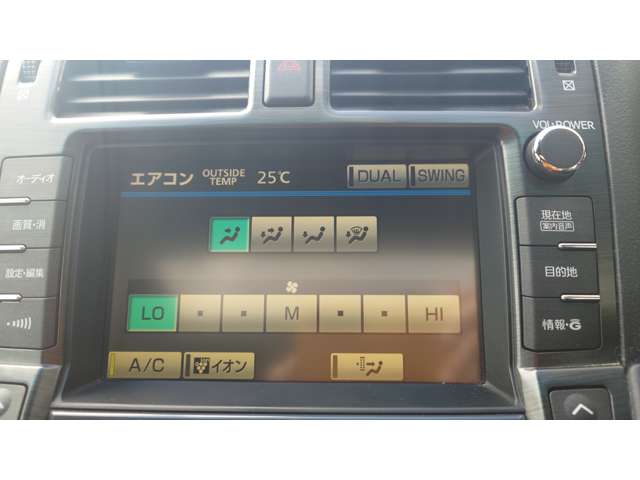 VOL・POWER
オーディオ
画質・消
設定・編集
エアコン
OUTSIDE TEMP
25℃
DUAL
SWING
LO
M
HI
A/C
イオン
現在地
案内音声
目的地
情報・G